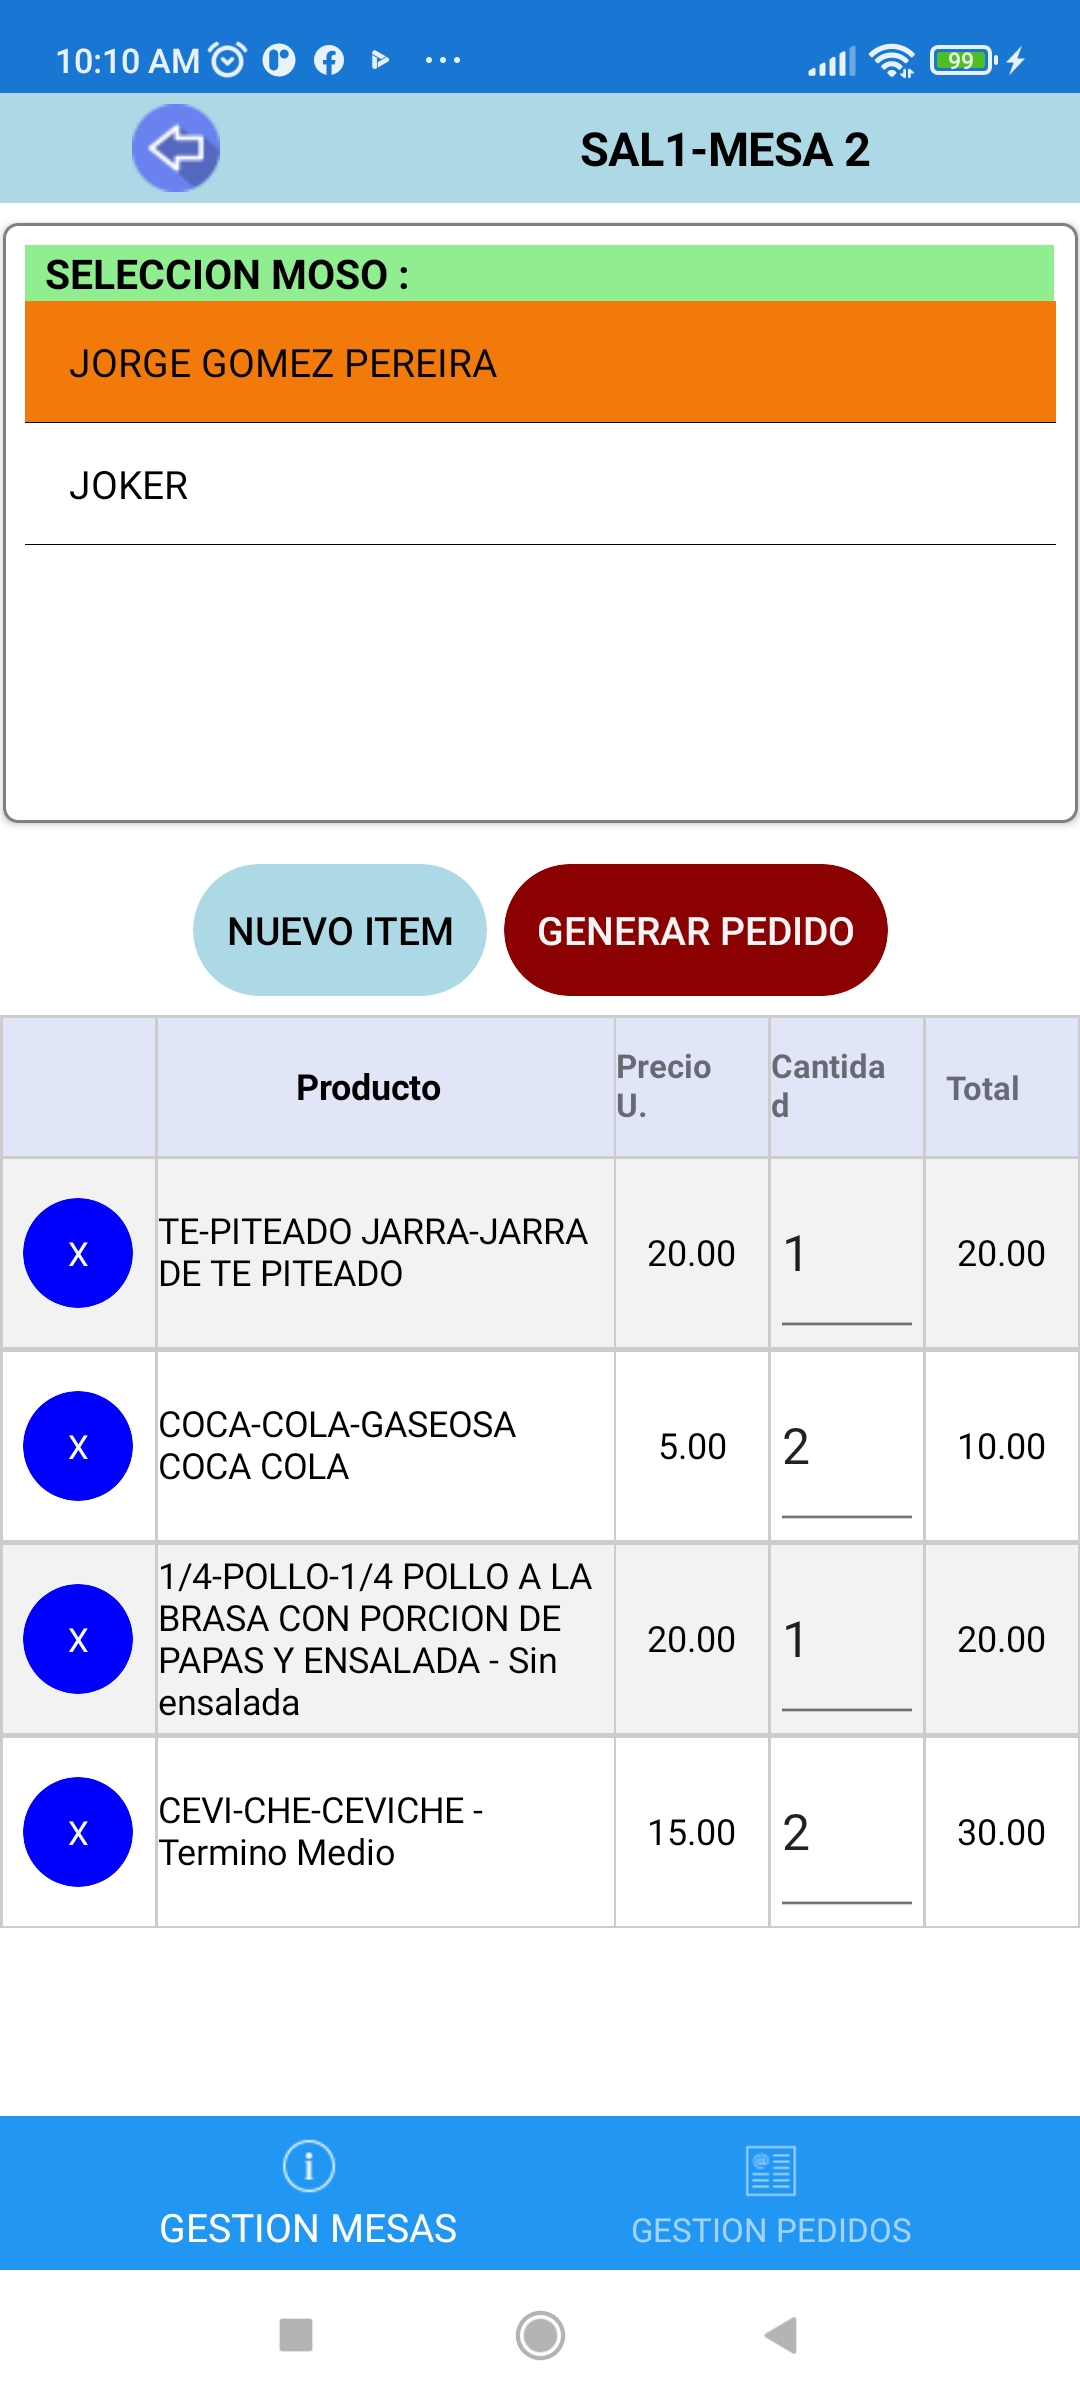 10:10 AM
99
SAL1-MESA 2
SELECCION MOSO :
JORGE GOMEZ PEREIRA
JOKER
NUEVO ITEM
GENERAR PEDIDO
Producto
Precio
U.
Cantida
d
Total
X
TE-PITEADO JARRA-JARRA
DE TE PITEADO
20.00
1
20.00
X
COCA-COLA-GASEOSA
COCA COLA
5.00
2
10.00
X
1/4-POLLO-1/4 POLLO A LA
BRASA CON PORCION DE
PAPAS Y ENSALADA - Sin
ensalada
20.00
1
20.00
X
CEVI-CHE-CEVICHE -
Termino Medio
15.00
2
30.00
GESTION MESAS
GESTION PEDIDOS